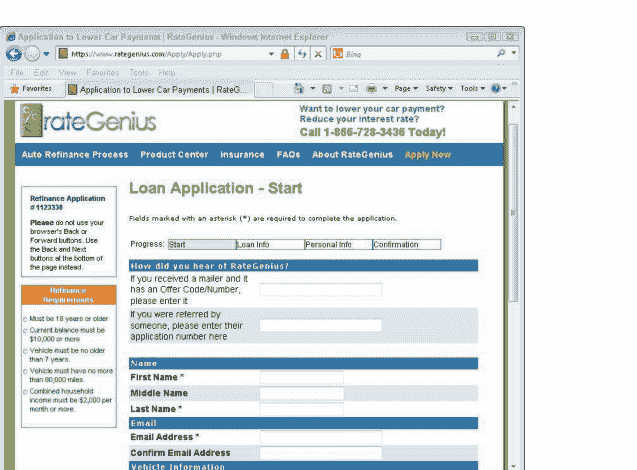 Application to Lower Car Payments | RateGenius - Windows Internet Explorer
https://www.rategenius.com/Apply/Apply.php
Bing
File Edit View Favorites Tools Help
Favorites
Application to Lower Car Payments | RateG...
Page Safety Tools
rateGenius
Want to lower your car payment?
Reduce your interest rate?
Call 1-866-728-3436 Today!
Auto Refinance Process Product Center Insurance FAQs About RateGenius Apply Now
Refinance Application
# 1123338
Please do not use your
browser's Back or
Forward buttons. Use
the Back and Next
buttons at the bottom of
the page instead.
Refinance
Requirements
Must be 18 years or older
Current balance must be
$10,000 or more.
Vehicle must be no older
than 7 years.
Vehicle must have no more
than 80,000 miles.
Combined household
income must be $2,000 per
month or more.
Loan Application - Start
Fields marked with an asterisk (*) are required to complete the application.
Progress: Start Loan Info Personal Info Confirmation
How did you hear of RateGenius?
If you received a mailer and it
has an Offer Code/Number,
please enter it
If you were referred by
someone, please enter their
application number here
Name
First Name *
Middle Name
Last Name *
Email
Email Address *
Confirm Email Address
Vehicle Information